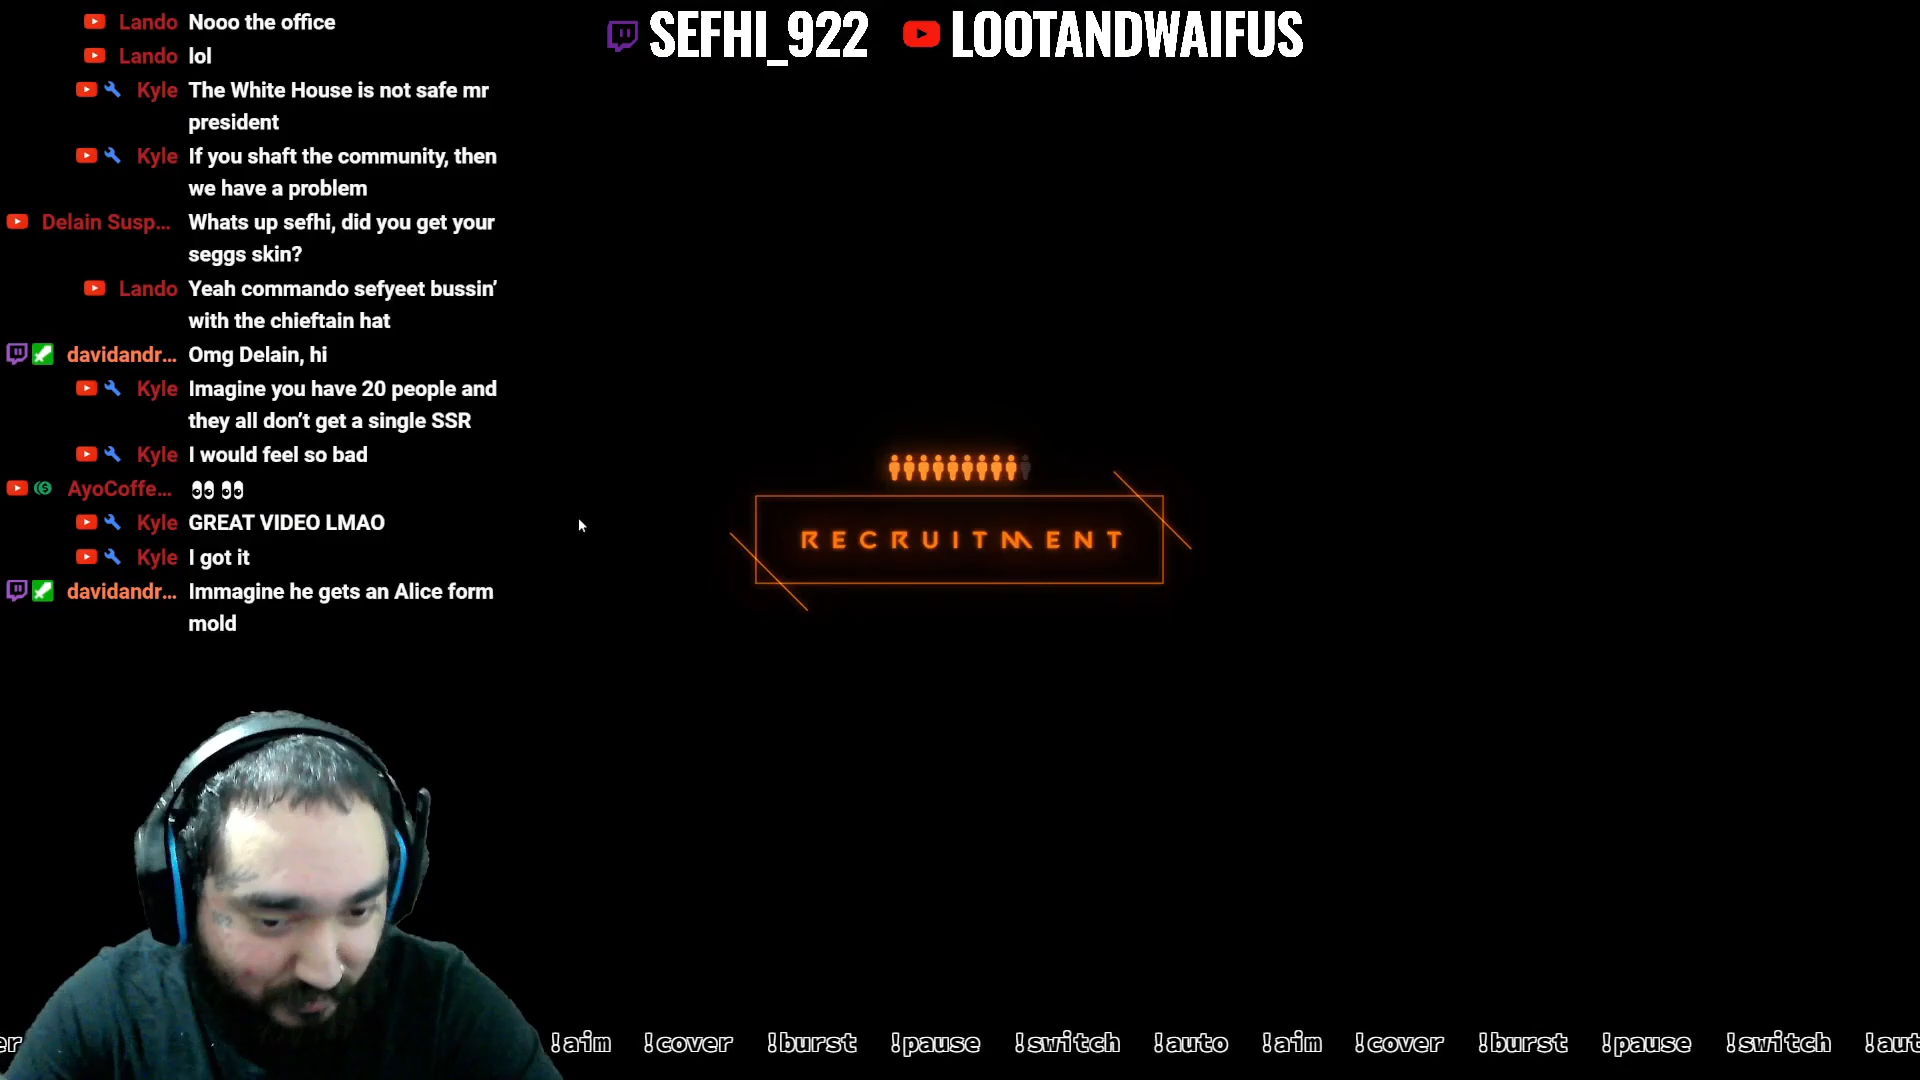 SEFHI_922 LOOTANDWAIFUS
Lando Nooo the office
Lando lol
Kyle The White House is not safe mr
president
Kyle If you shaft the community, then
we have a problem
Delain Susp... Whats up sefhi, did you get your
seggs skin?
Lando Yeah commando sefyeet bussin’
with the chieftain hat
davidandr... Omg Delain, hi
Kyle Imagine you have 20 people and
they all don’t get a single SSR
Kyle I would feel so bad
AyoCoffe... 👀 👀
Kyle GREAT VIDEO LMAO
Kyle I got it
davidandr... Immagine he gets an Alice form
mold
RECRUITMENT
er !aim !cover !burst !pause !switch !auto !aim !cover !burst !pause !switch !aut